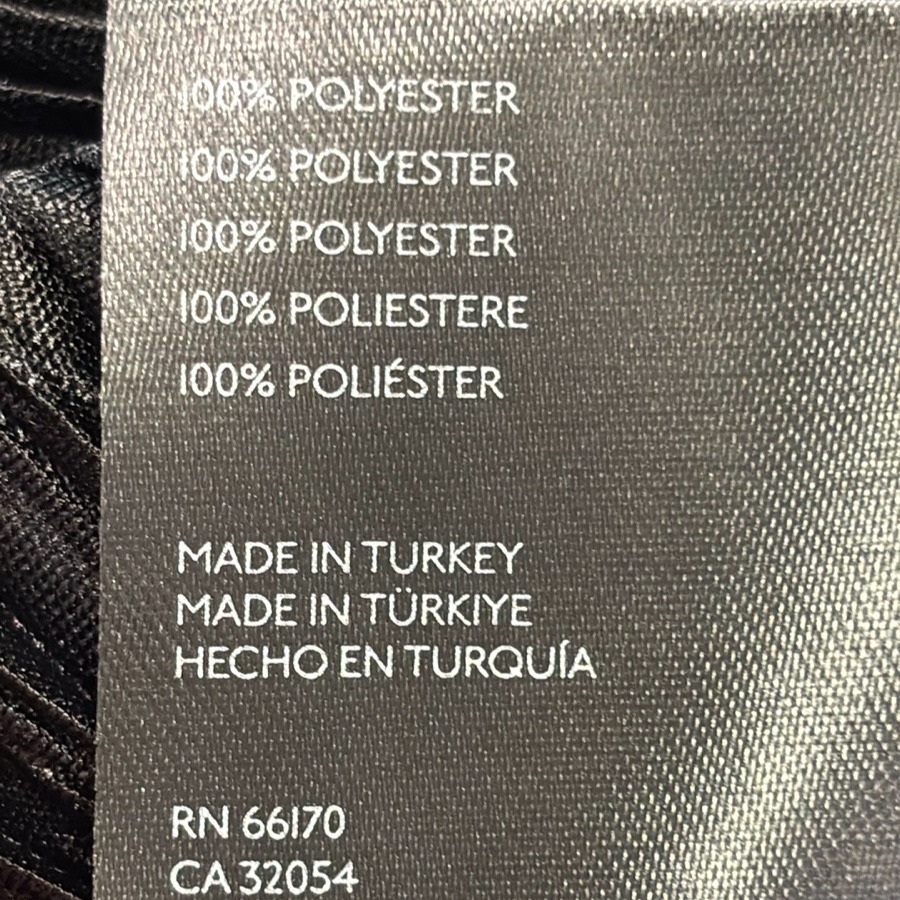 100% POLYESTER
100% POLYESTER
100% POLYESTER
100% POLIESTERE
100% POLIÉSTER
MADE IN TURKEY
MADE IN TÜRKIYE
HECHO EN TURQUÍA
RN 66170
CA 32054